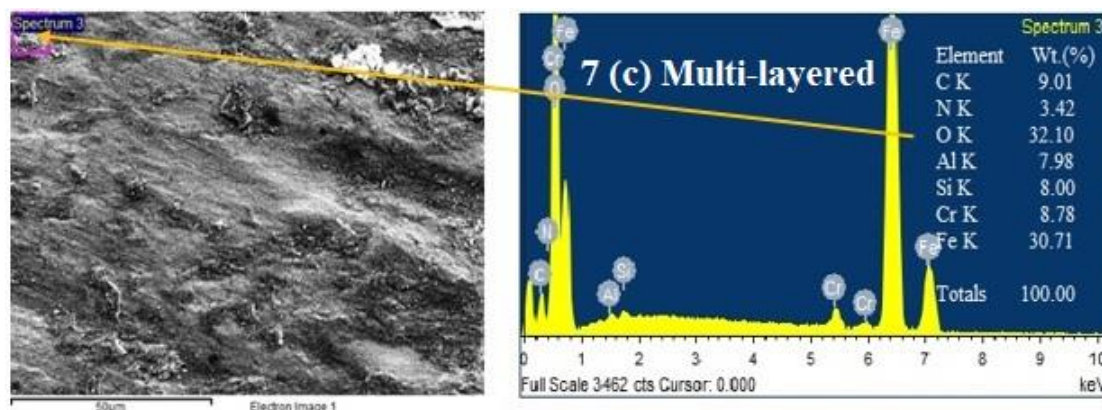 Spectrum 3
50µm
Electron Image 1
7 (c) Multi-layered
Spectrum 3
Element Wt.(%)
C K 9.01
N K 3.42
O K 32.10
Al K 7.98
Si K 8.00
Cr K 8.78
Fe K 30.71
Totals 100.00
Fe
Cr
O
N
C
Al
Si
Cr
Cr
Fe
Fe
0 1 2 3 4 5 6 7 8 9 10
Full Scale 3462 cts Cursor: 0.000
keV